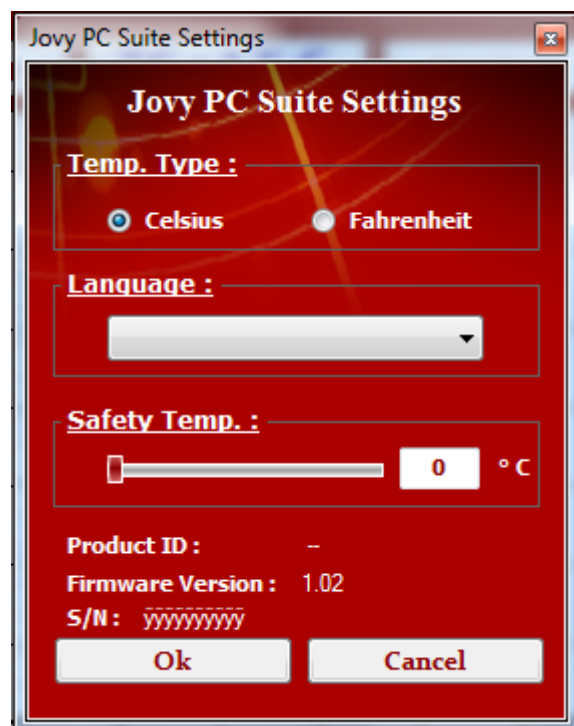 Jovy PC Suite Settings
Jovy PC Suite Settings
Temp. Type :
Celsius Fahrenheit
Language :
Safety Temp. :
0 ° C
Product ID : --
Firmware Version : 1.02
S/N : ÿÿÿÿÿÿÿÿÿÿ
Ok Cancel